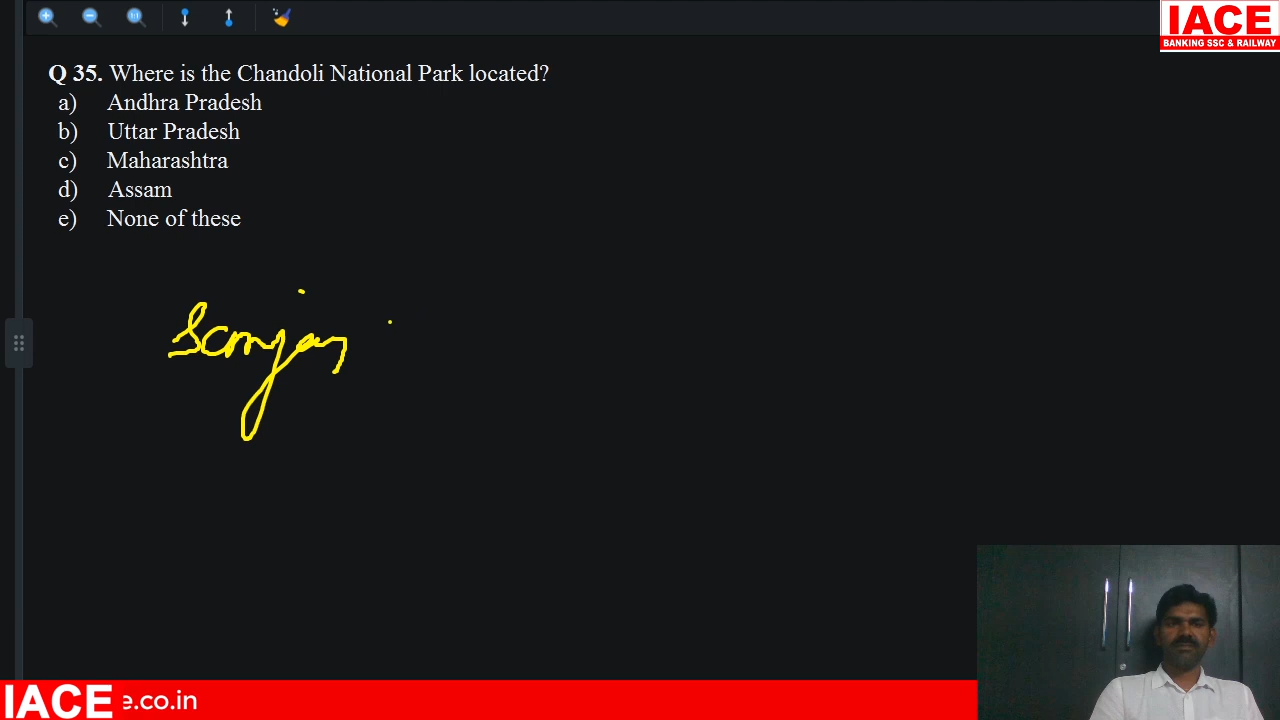 IACE
BANKING SSC & RAILWAY
Q 35. Where is the Chandoli National Park located?
a) Andhra Pradesh
b) Uttar Pradesh
c) Maharashtra
d) Assam
e) None of these
Sanjay
IACE e.co.in